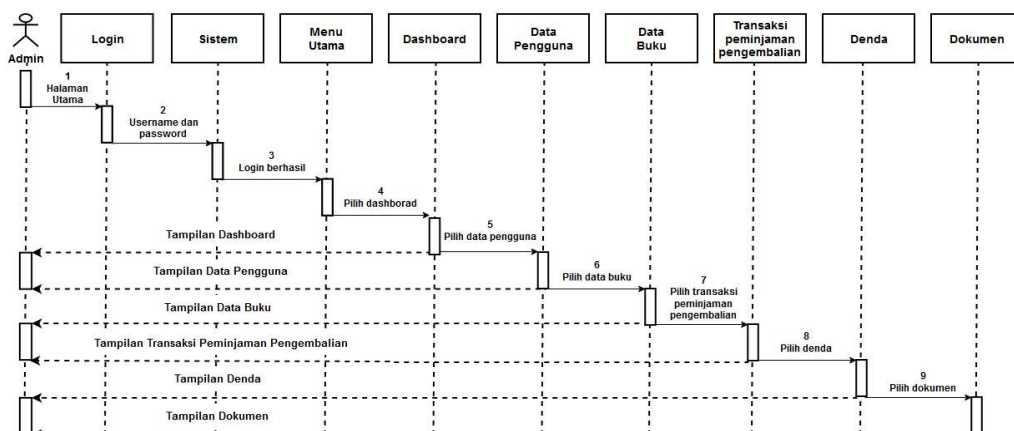 Admin
Login
Sistem
Menu
Utama
Dashboard
Data
Pengguna
Data
Buku
Transaksi
peminjaman
pengembalian
Denda
Dokumen
1
Halaman
Utama
2
Username dan
password
3
Login berhasil
4
Pilih dashborad
5
Pilih data pengguna
Tampilan Dashboard
6
Pilih data buku
Tampilan Data Pengguna
7
Pilih transaksi
peminjaman
pengembalian
Tampilan Data Buku
8
Pilih denda
Tampilan Transaksi Peminjaman Pengembalian
9
Pilih dokumen
Tampilan Denda
Tampilan Dokumen